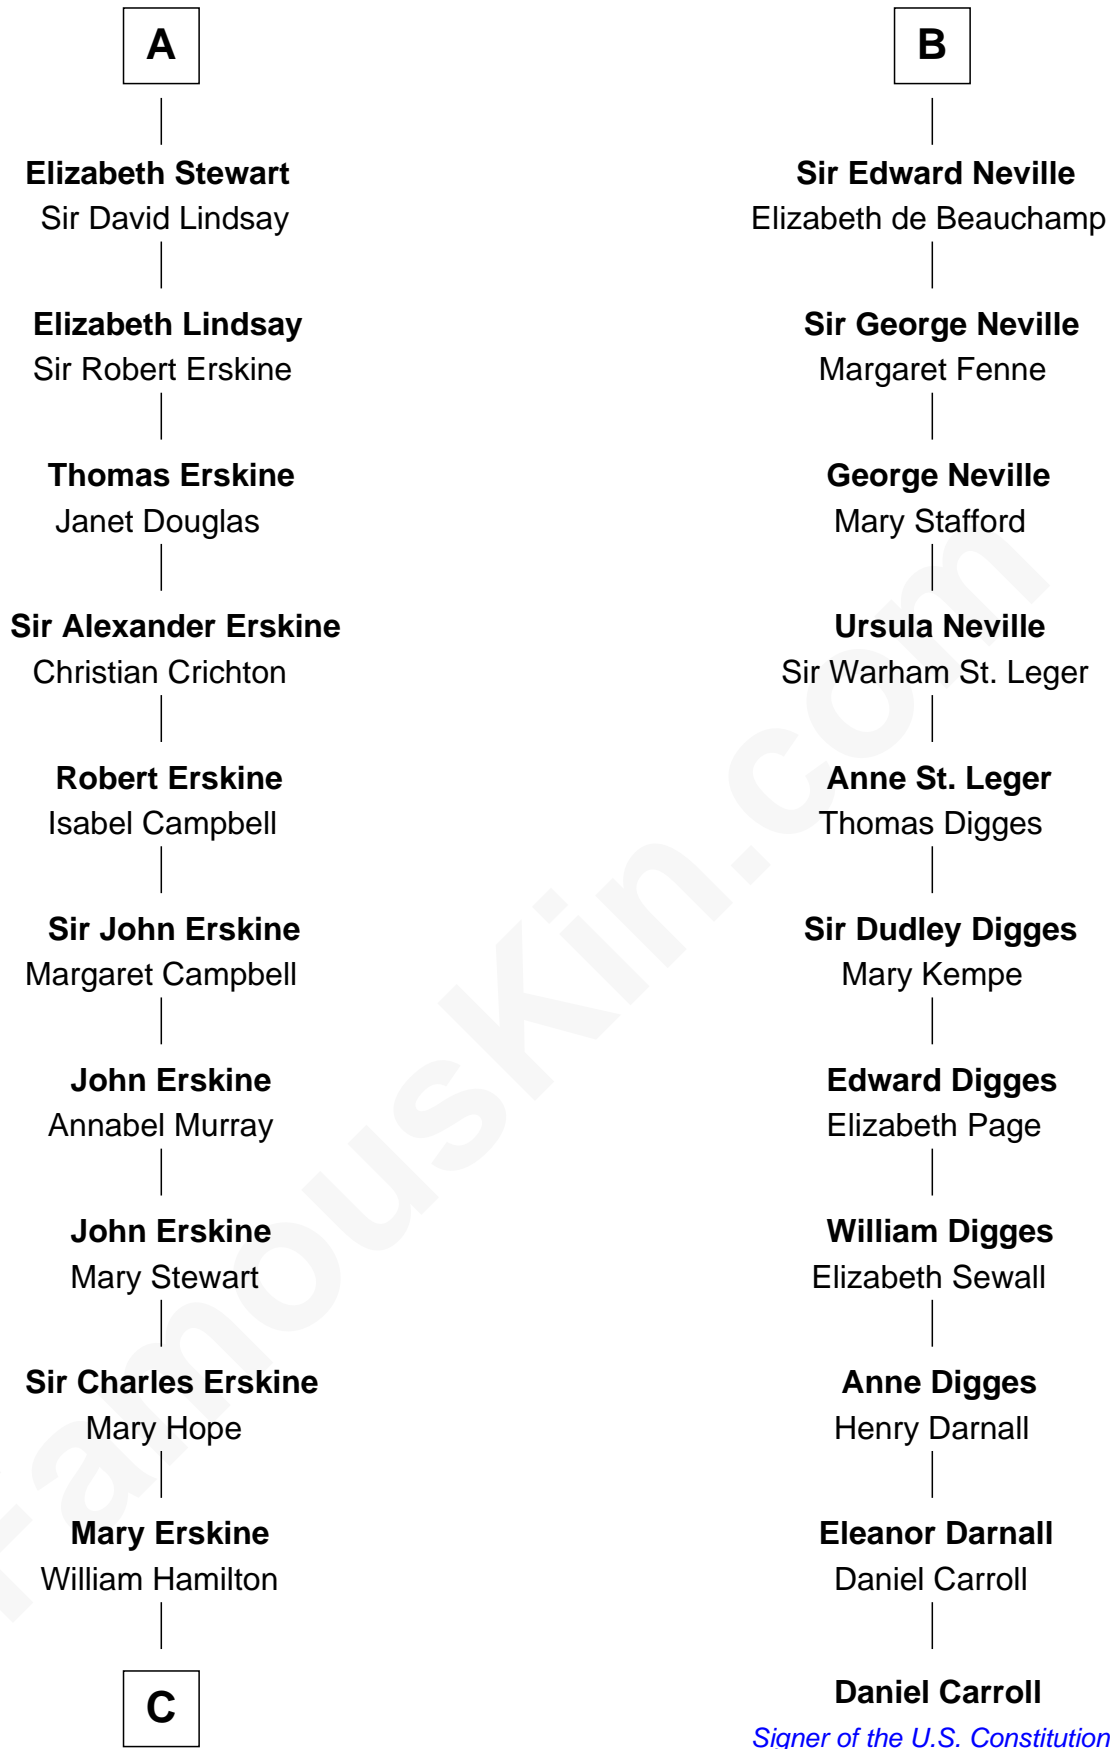 A
Elizabeth Stewart
Sir David Lindsay
Elizabeth Lindsay
Sir Robert Erskine
Thomas Erskine
Janet Douglas
Sir Alexander Erskine
Christian Crichton
Robert Erskine
Isabel Campbell
Sir John Erskine
Margaret Campbell
John Erskine
Annabel Murray
John Erskine
Mary Stewart
Sir Charles Erskine
Mary Hope
Mary Erskine
William Hamilton
C
B
Sir Edward Neville
Elizabeth de Beauchamp
Sir George Neville
Margaret Fenne
George Neville
Mary Stafford
Ursula Neville
Sir Warham St. Leger
Anne St. Leger
Thomas Digges
Sir Dudley Digges
Mary Kempe
Edward Digges
Elizabeth Page
William Digges
Elizabeth Sewall
Anne Digges
Henry Darnall
Eleanor Darnall
Daniel Carroll
Daniel Carroll
Signer of the U.S. Constitution
FamousKin.com